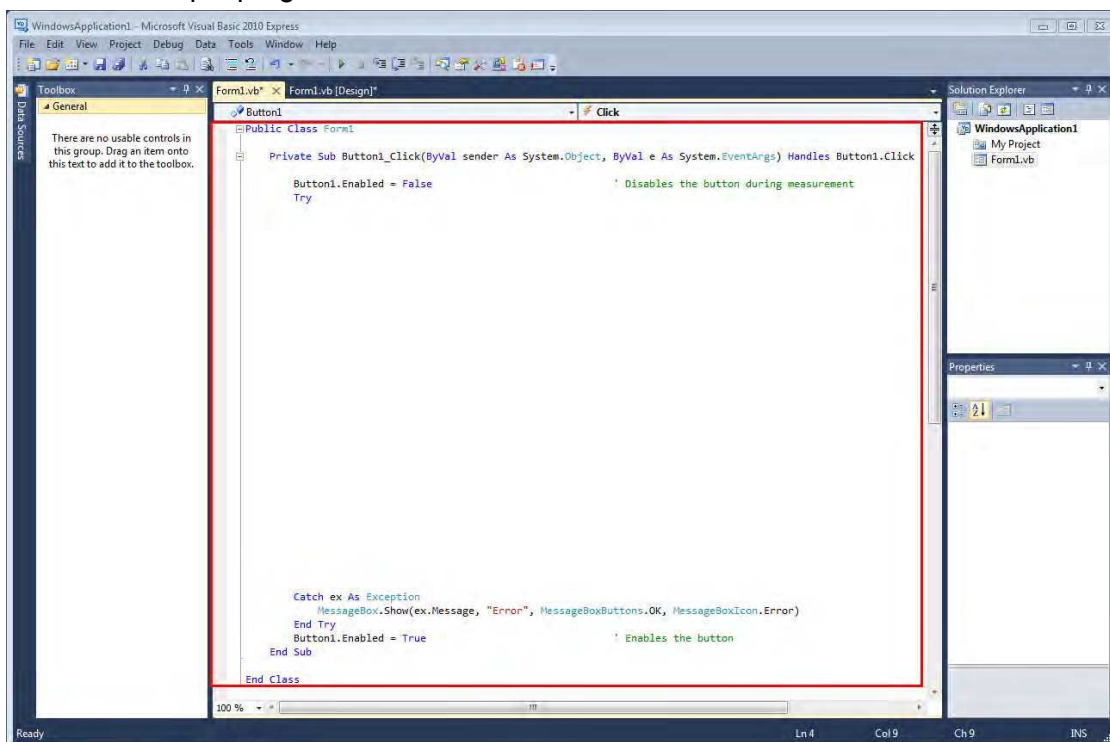 WindowsApplication1 - Microsoft Visual Basic 2010 Express
File Edit View Project Debug Data Tools Window Help
Toolbox
General
There are no usable controls in
this group. Drag an item onto
this text to add it to the toolbox.
Data Sources
Form1.vb* Form1.vb [Design]*
Button1 Click
Public Class Form1
Private Sub Button1_Click(ByVal sender As System.Object, ByVal e As System.EventArgs) Handles Button1.Click
Button1.Enabled = False ' Disables the button during measurement
Try
Catch ex As Exception
MessageBox.Show(ex.Message, "Error", MessageBoxButtons.OK, MessageBoxIcon.Error)
End Try
Button1.Enabled = True ' Enables the button
End Sub
End Class
100 %
Solution Explorer
WindowsApplication1
My Project
Form1.vb
Properties
Ready Ln 4 Col 9 Ch 9 INS